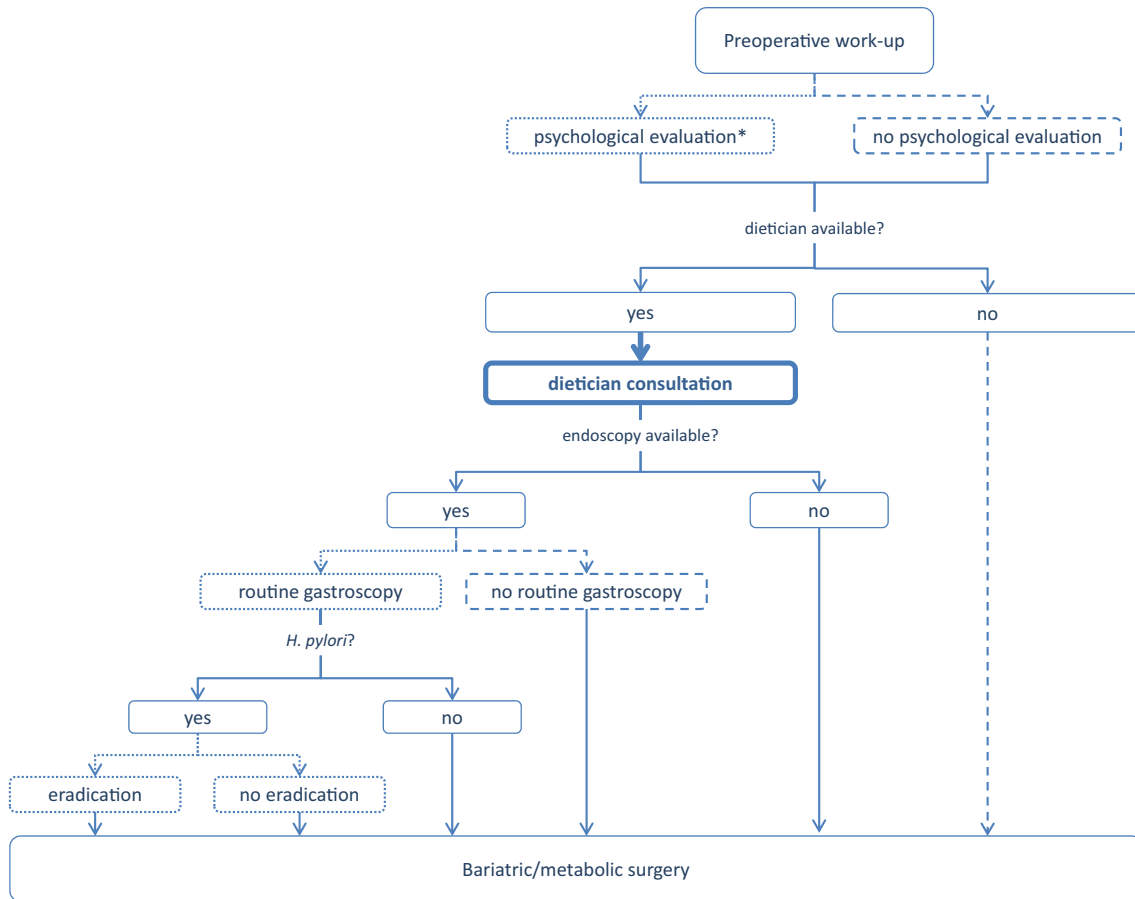 Preoperative work-up
psychological evaluation*
no psychological evaluation
dietician available?
yes
no
dietician consultation
endoscopy available?
yes
no
routine gastroscopy
no routine gastroscopy
H. pylori?
yes
no
eradication
no eradication
Bariatric/metabolic surgery